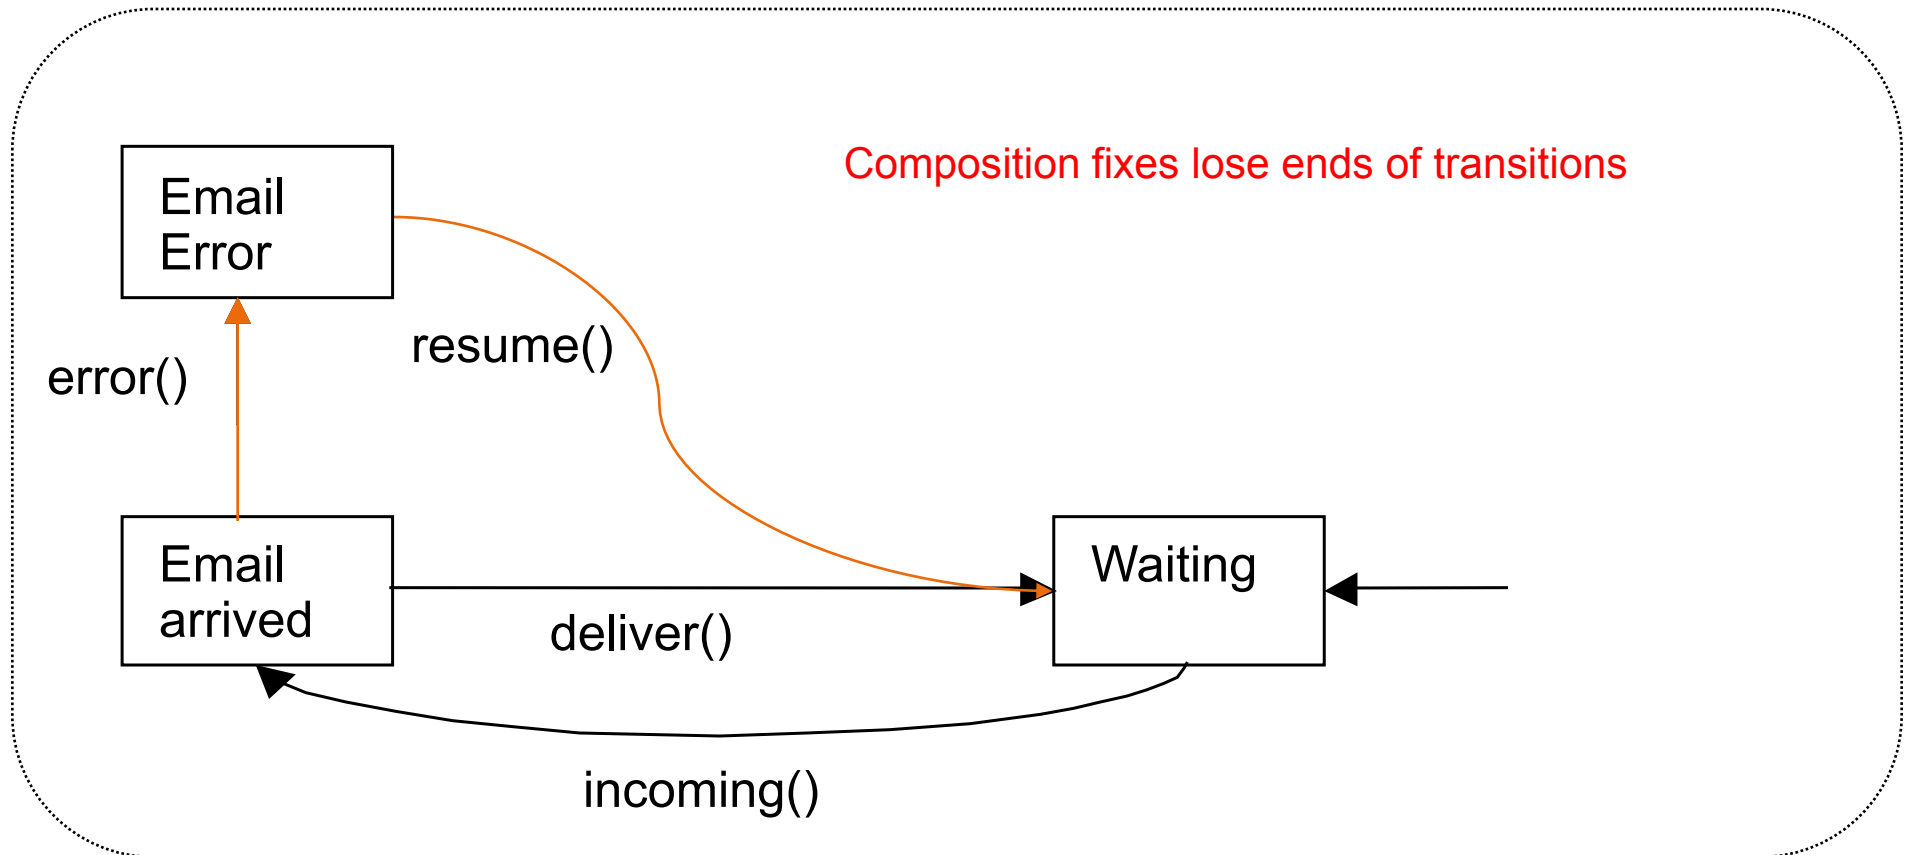 Composition fixes lose ends of transitions
Email
Error
resume()
error()
Email
arrived
Waiting
deliver()
incoming()